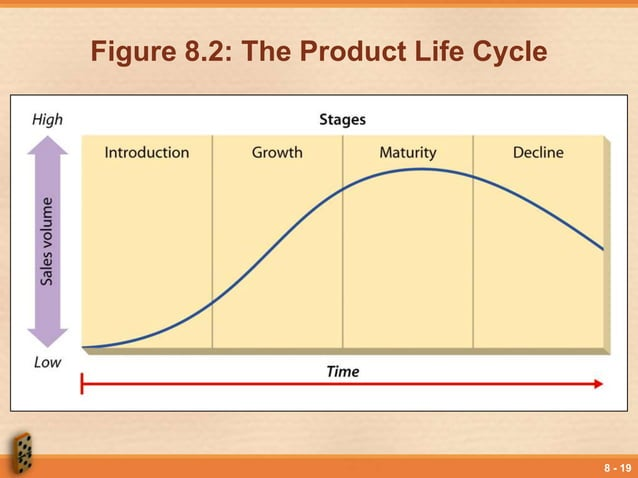 Figure 8.2: The Product Life Cycle
High
Stages
Introduction
Growth
Maturity
Decline
Sales volume
Low
Time
8 - 19